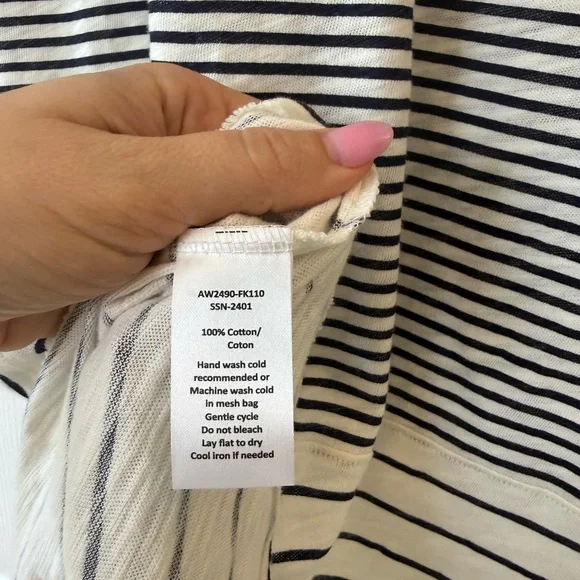 AW2490-FK110
SSN-2401
100% Cotton/
Coton
Hand wash cold
recommended or
Machine wash cold
in mesh bag
Gentle cycle
Do not bleach
Lay flat to dry
Cool iron if needed